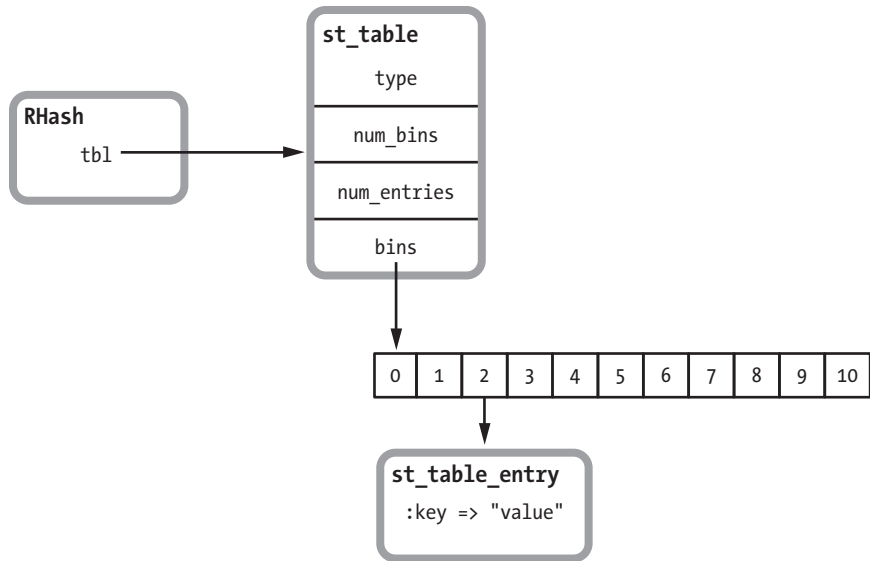 st_table
type
RHash
tbl
num_bins
num_entries
bins
0 1 2 3 4 5 6 7 8 9 10
st_table_entry
:key => "value"